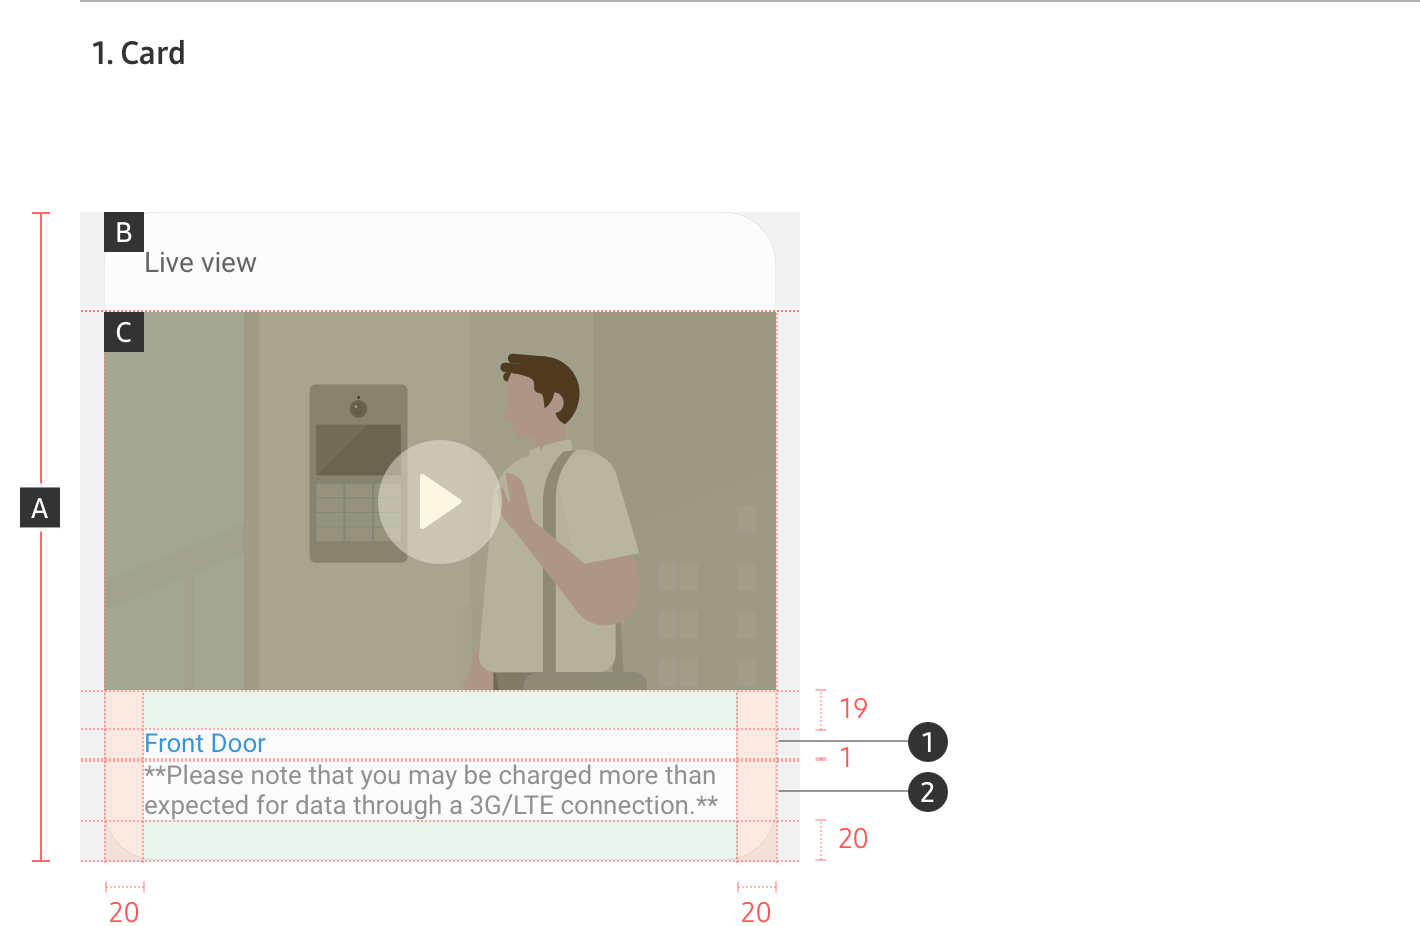 1. Card
B
Live view
C
A
19
Front Door
1
1
**Please note that you may be charged more than
expected for data through a 3G/LTE connection.**
2
20
20
20